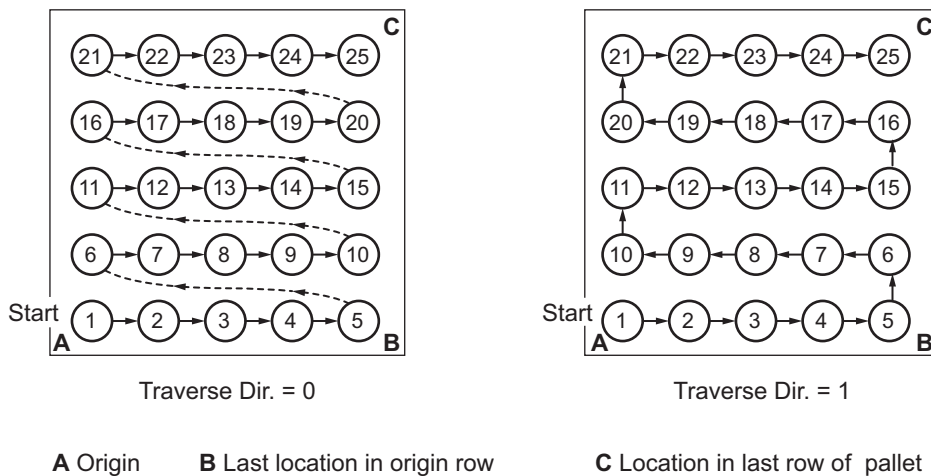 C
21 22 23 24 25
16 17 18 19 20
11 12 13 14 15
6 7 8 9 10
Start
1 2 3 4 5
A B
Traverse Dir. = 0
C
21 22 23 24 25
20 19 18 17 16
11 12 13 14 15
10 9 8 7 6
Start
1 2 3 4 5
A B
Traverse Dir. = 1
A Origin B Last location in origin row C Location in last row of pallet